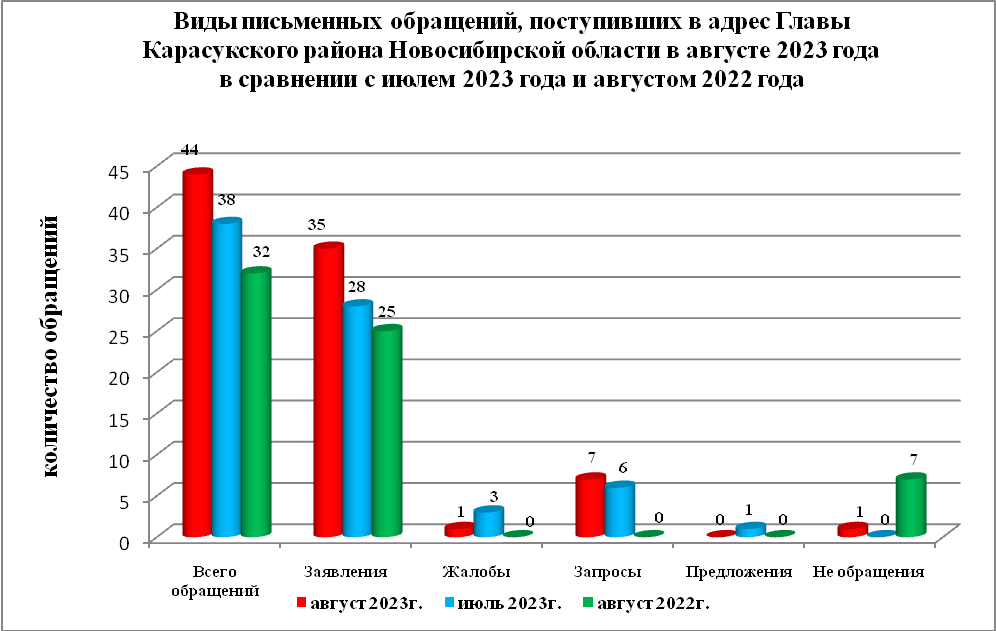 Виды письменных обращений, поступивших в адрес Главы
Карасукского района Новосибирской области в августе 2023 года
в сравнении с июлем 2023 года и августом 2022 года
количество обращений
45
40
35
30
25
20
15
10
5
0
44
38
32
35
28
25
1
3
0
7
6
0
0
1
0
1
0
7
Всего
обращений
Заявления
Жалобы
Запросы
Предложения
Не обращения
август 2023г.
июль 2023г.
август 2022г.